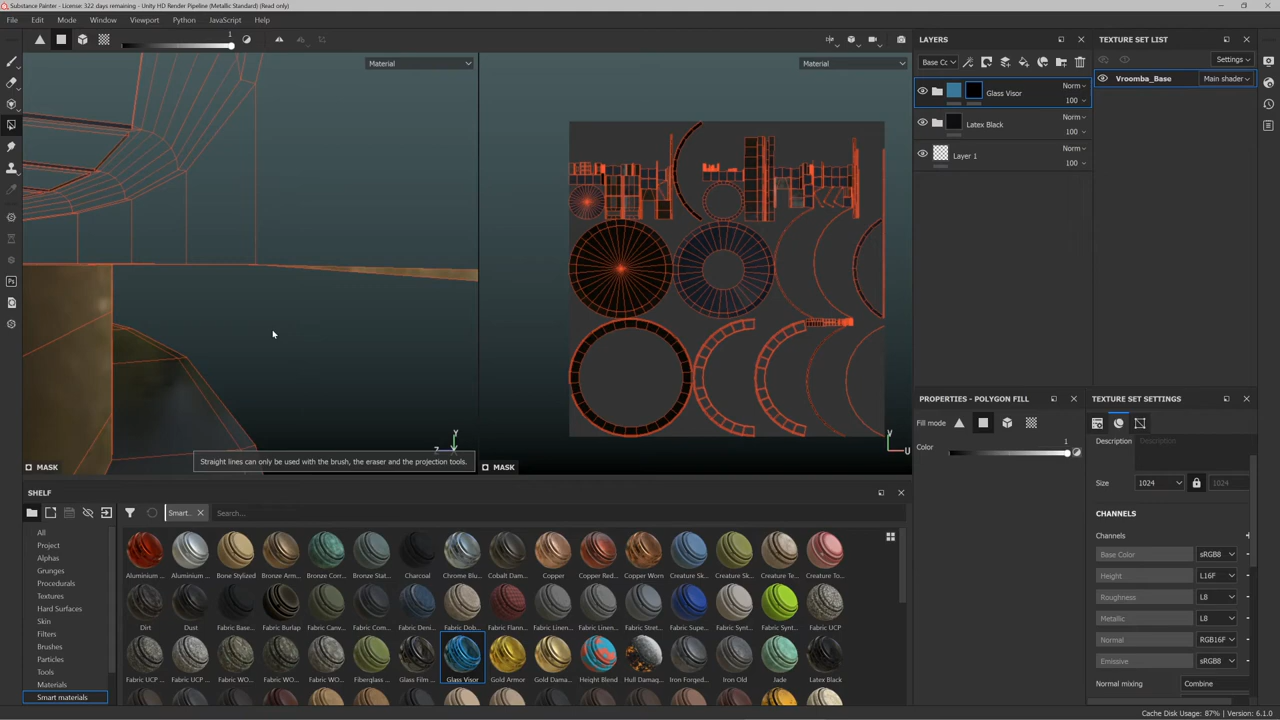 Substance Painter - License: 322 days remaining - Unity HD Render Pipeline (Metallic Standard) (Read only)
File Edit Mode Window Viewport Python JavaScript Help
1
Material
Material
MASK
Straight lines can only be used with the brush, the eraser and the projection tools.
MASK
Y
Z
V
U
LAYERS
Base Cc
Glass Visor
Norm
100
Latex Black
Norm
100
Layer 1
Norm
100
TEXTURE SET LIST
Settings
Vroomba_Base
Main shader
PROPERTIES - POLYGON FILL
Fill mode
Color
1
TEXTURE SET SETTINGS
Description
Description
Size
1024
1024
CHANNELS
Channels
+
Base Color
sRGB8
Height
L16F
Roughness
L8
Metallic
L8
Normal
RGB16F
Emissive
sRGB8
Normal mixing
Combine
SHELF
Smart...
Search...
All
Project
Alphas
Grunges
Procedurals
Textures
Hard Surfaces
Skin
Filters
Brushes
Particles
Tools
Materials
Smart materials
Aluminium ... Aluminium ... Bone Stylized Bronze Arm... Bronze Corr... Bronze Stat... Charcoal Chrome Blu... Cobalt Dam... Copper Copper Red... Copper Worn Creature Sk... Creature Sk... Creature Te... Creature To...
Dirt Dust Fabric Base... Fabric Burlap Fabric Canv... Fabric Com... Fabric Deni... Fabric Dob... Fabric Flann... Fabric Linen... Fabric Linen... Fabric Stret... Fabric Supe... Fabric Synt... Fabric Synt... Fabric UCP
Fabric UCP ... Fabric UCP ... Fabric WO... Fabric WO... Fabric WO... Fiberglass ... Glass Film ... Glass Visor Gold Armor Gold Dama... Height Blend Hull Damag... Iron Forged... Iron Old Jade Latex Black
Cache Disk Usage: 87% | Version: 6.1.0